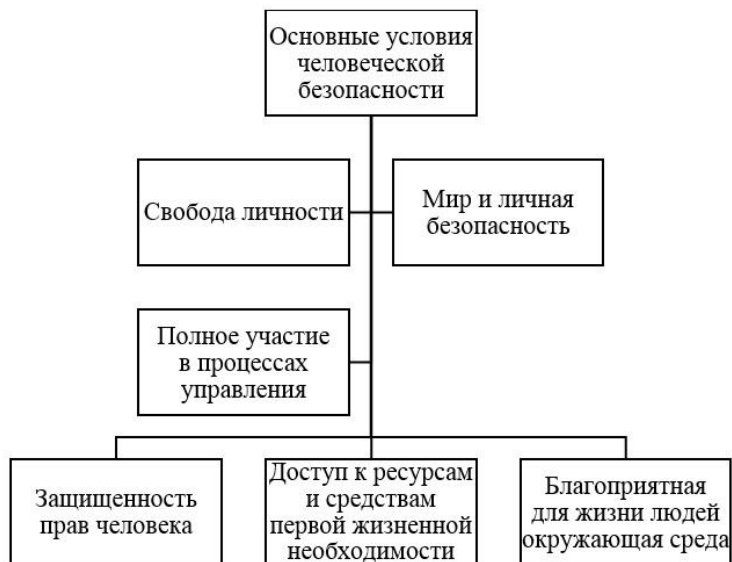 Основные условия
человеческой
безопасности
Свобода личности
Мир и личная
безопасность
Полное участие
в процессах
управления
Защищенность
прав человека
Доступ к ресурсам
и средствам
первой жизненной
необходимости
Благоприятная
для жизни людей
окружающая среда